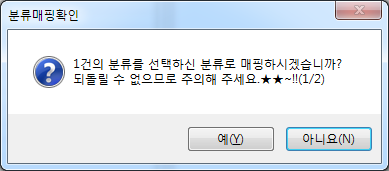 분류매핑확인
1건의 분류를 선택하신 분류로 매핑하시겠습니까?
되돌릴 수 없으므로 주의해 주세요.★★~!!(1/2)
예(Y)
아니요(N)